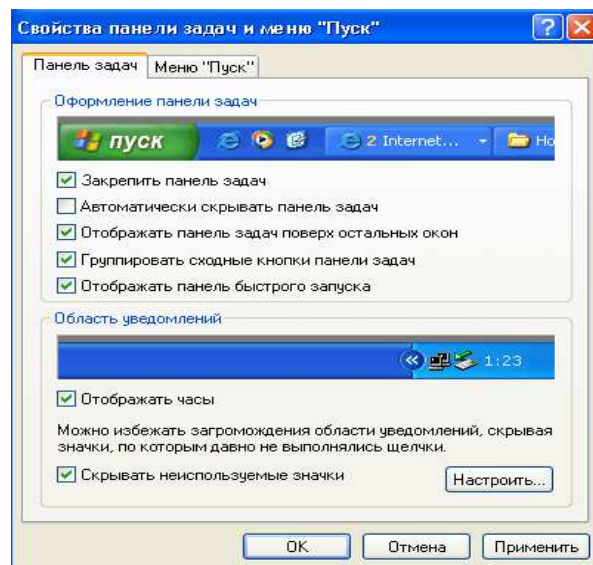 Свойства панели задач и меню "Пуск"
Панель задач Меню "Пуск"
Оформление панели задач
пуск 2 Internet... Но
Закрепить панель задач
Автоматически скрывать панель задач
Отображать панель задач поверх остальных окон
Группировать сходные кнопки панели задач
Отображать панель быстрого запуска
Область уведомлений
1:23
Отображать часы
Можно избежать загромождения области уведомлений, скрывая
значки, по которым давно не выполнялись щелчки.
Скрывать неиспользуемые значки
Настроить...
ОК Отмена Применить